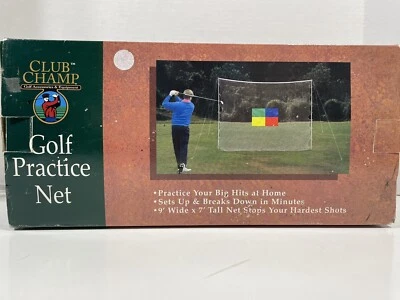 CLUB™
CHAMP
Golf Accessories & Equipment
Golf
Practice
Net
•Practice Your Big Hits at Home
•Sets Up & Breaks Down in Minutes
•9' Wide x 7' Tall Net Stops Your Hardest Shots